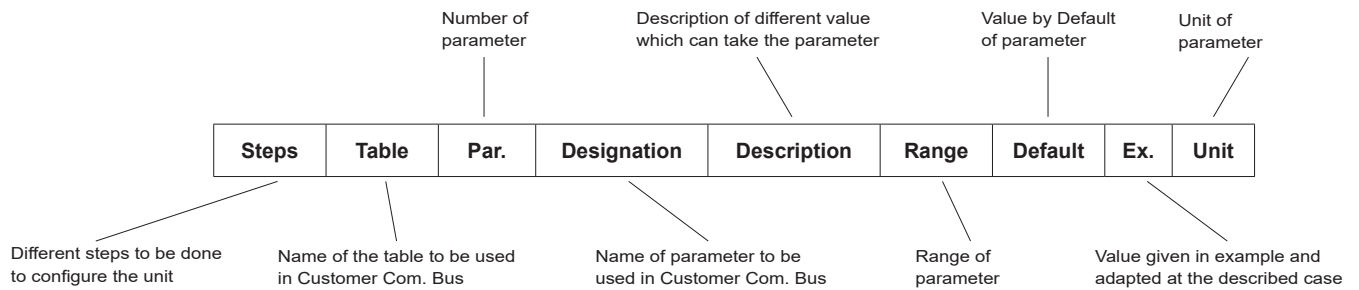 Number of
parameter
Description of different value
which can take the parameter
Value by Default
of parameter
Unit of
parameter
Steps Table Par. Designation Description Range Default Ex. Unit
Different steps to be done
to configure the unit
Name of the table to be used
in Customer Com. Bus
Name of parameter to be
used in Customer Com. Bus
Range of
parameter
Value given in example and
adapted at the described case